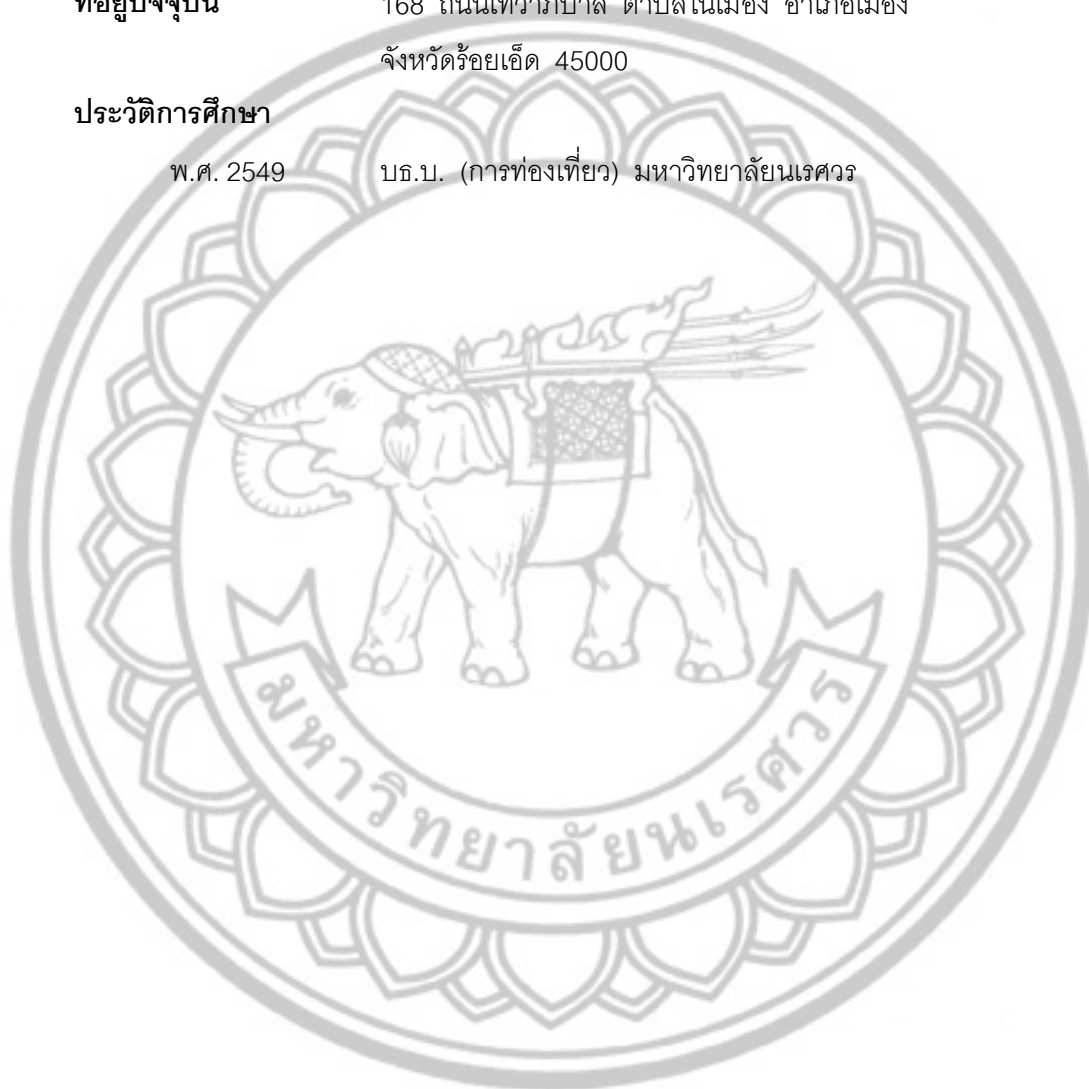 ที่อยู่ปัจจุบัน 168 ถนนเทวาภิบาล ตำบลในเมือง อำเภอเมือง
จังหวัดร้อยเอ็ด 45000
ประวัติการศึกษา
พ.ศ. 2549 บธ.บ. (การท่องเที่ยว) มหาวิทยาลัยนเรศวร
มหาวิทยาลัยนเรศวร